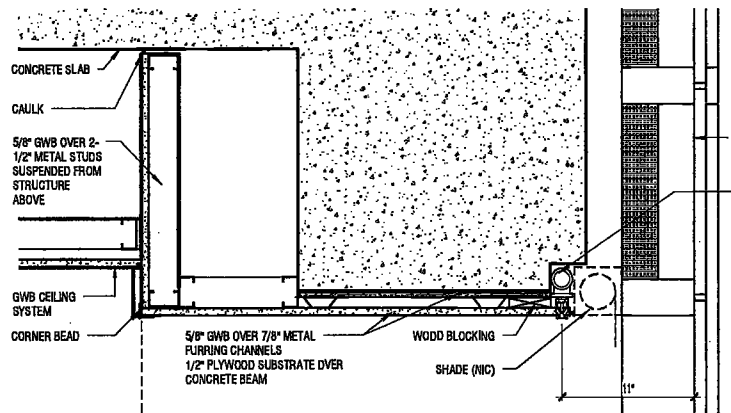 CONCRETE SLAB
CAULK
5/8" GWB OVER 2-
1/2" METAL STUDS
SUSPENDED FROM
STRUCTURE
ABOVE
GWB CEILING
SYSTEM
CORNER BEAD
5/8" GWB OVER 7/8" METAL
FURRING CHANNELS
1/2" PLYWOOD SUBSTRATE OVER
CONCRETE BEAM
WOOD BLOCKING
SHADE (NIC)
11"